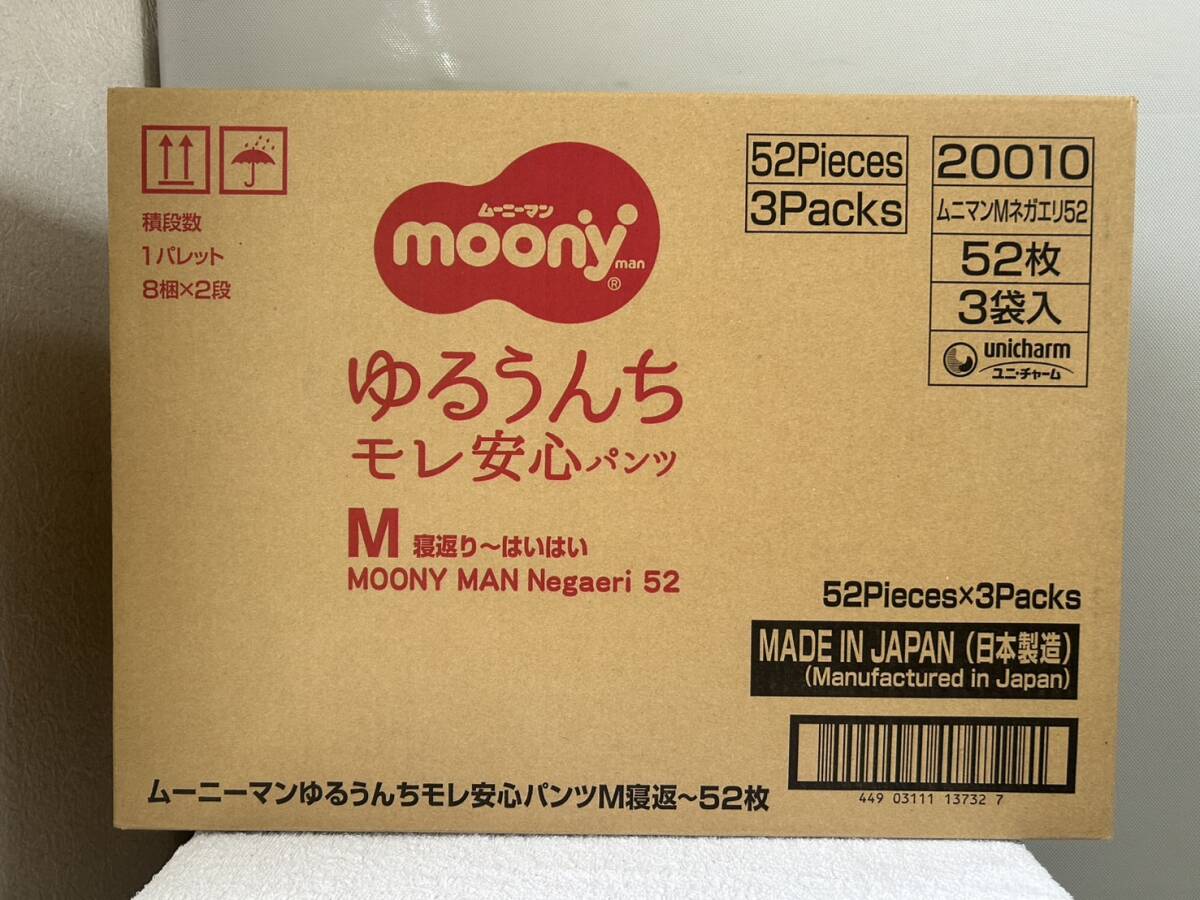 積段数
1パレット
8梱×2段
ムーニーマン
moony
man
®
ゆるうんち
モレ安心パンツ
M 寝返り～はいはい
MOONY MAN Negaeri 52
52Pieces
3Packs
20010
ムニマンMネガエリ52
52枚
3袋入
unicharm
ユニ・チャーム
52Pieces×3Packs
MADE IN JAPAN（日本製造）
(Manufactured in Japan)
449 03111 13732 7
ムーニーマンゆるうんちモレ安心パンツM寝返～52枚